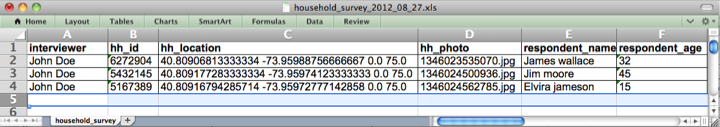 household_survey_2012_08_27.xls
Home Layout Tables Charts SmartArt Formulas Data Review
A B C D E F
1 interviewer hh_id hh_location hh_photo respondent_name respondent_age
2 John Doe 6272904 40.80906813333334 -73.95988756666667 0.0 75.0 1346023535070.jpg James wallace 32
3 John Doe 5432145 40.809177283333334 -73.95974123333333 0.0 75.0 1346024500936.jpg Jim moore 45
4 John Doe 5167389 40.80916794285714 -73.95972777142858 0.0 75.0 1346024562785.jpg Elvira jameson 15
5
6
household_survey +